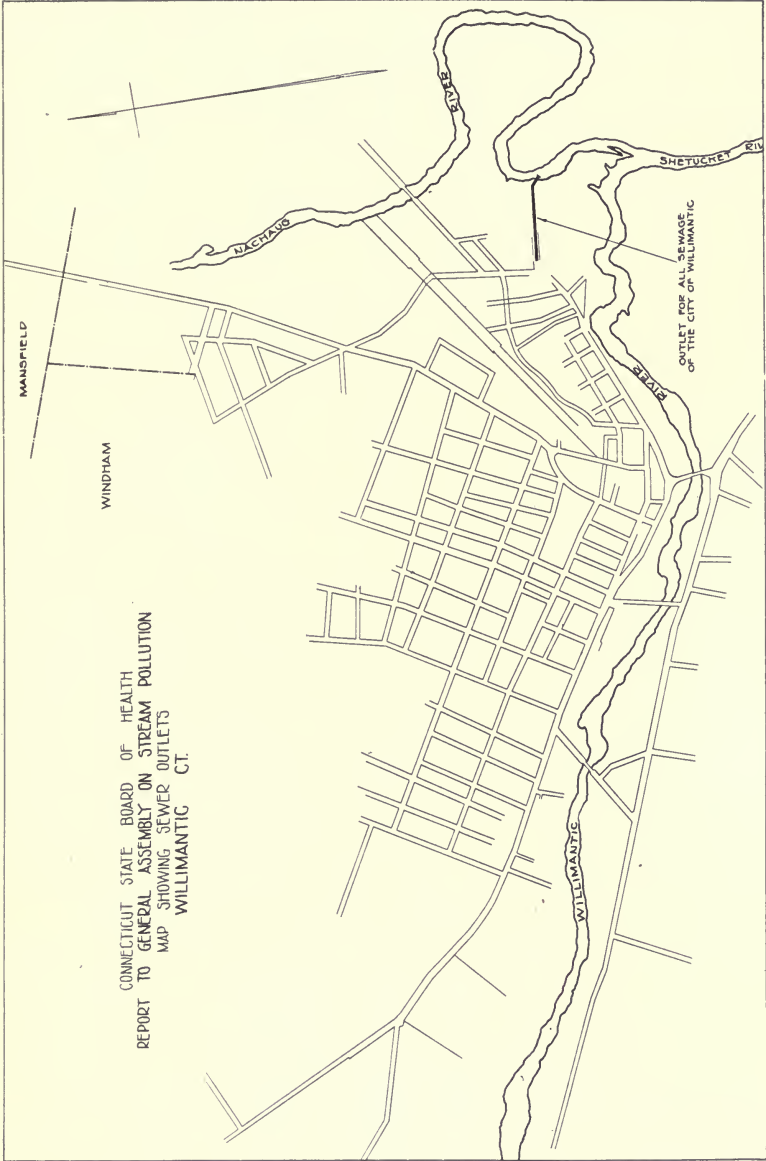 CONNECTICUT STATE BOARD OF HEALTH
REPORT TO GENERAL ASSEMBLY ON STREAM POLLUTION
MAP SHOWING SEWER OUTLETS
WILLIMANTIC CT.
MANSFIELD
WINDHAM
NACHAUG
RIVER
SHETUCKET RIV
OUTLET FOR ALL SEWAGE
OF THE CITY OF WILLIMANTIC
WILLIMANTIC
RIVER